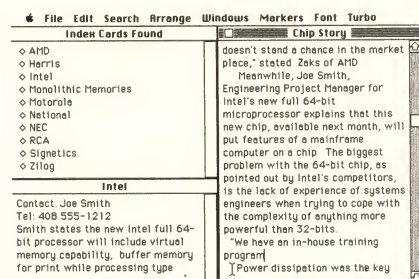 File Edit Search Arrange Windows Markers Font Turbo
Index Cards Found
◇ AMD
◇ Harris
◇ Intel
◇ Monolithic Memories
◇ Motorola
◇ National
◇ NEC
◇ RCA
◇ Signetics
◇ Zilog
Intel
Contact. Joe Smith
Tel: 408 555-1212
Smith states the new Intel full 64-
bit processor will include virtual
memory capability, buffer memory
for print while processing type
Chip Story
doesn't stand a chance in the market
place," stated Zaks of AMD
Meanwhile, Joe Smith,
Engineering Project Manager for
Intel's new full 64-bit
microprocessor explains that this
new chip, available next month, will
put features of a mainframe
computer on a chip The biggest
problem with the 64-bit chip, as
pointed out by Intel's competitors,
is the lack of experience of systems
engineers when trying to cope with
the complexity of anything more
powerful than 32-bits.
"We have an in-house training
program
Power dissipation was the key